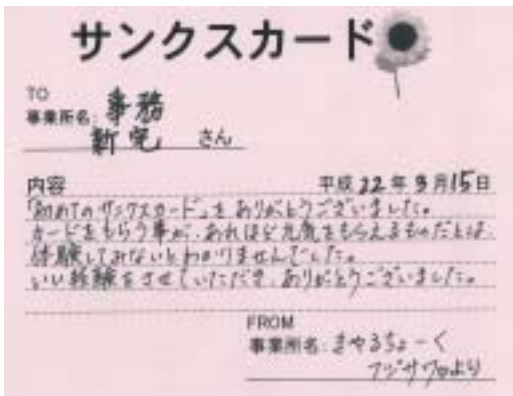 サンクスカード
TO
事業所名: 事務
新宅 さん
内容 平成22年9月15日
「初めてのサンクスカード」をありがとうございました。
カードをもらう事が、あれほど元気をもらえるものだとは、
体験してみないとわかりませんでした。
いい経験をさせていただき、ありがとうございました。
FROM
事業所名: きゃろちょーく
フジサワより